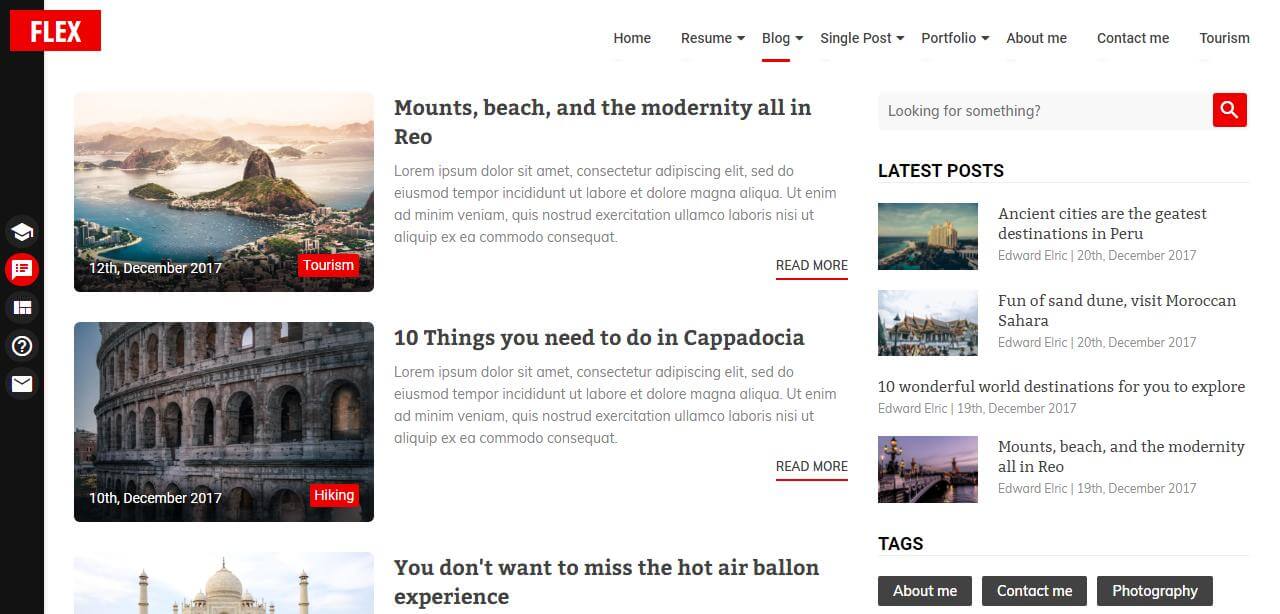 FLEX
Home Resume Blog Single Post Portfolio About me Contact me Tourism
12th, December 2017
Tourism
Mounts, beach, and the modernity all in
Reo
Lorem ipsum dolor sit amet, consectetur adipiscing elit, sed do
eiusmod tempor incididunt ut labore et dolore magna aliqua. Ut enim
ad minim veniam, quis nostrud exercitation ullamco laboris nisi ut
aliquip ex ea commodo consequat.
READ MORE
10th, December 2017
Hiking
10 Things you need to do in Cappadocia
Lorem ipsum dolor sit amet, consectetur adipiscing elit, sed do
eiusmod tempor incididunt ut labore et dolore magna aliqua. Ut enim
ad minim veniam, quis nostrud exercitation ullamco laboris nisi ut
aliquip ex ea commodo consequat.
READ MORE
You don't want to miss the hot air ballon
experience
Looking for something?
LATEST POSTS
Ancient cities are the geatest
destinations in Peru
Edward Elric | 20th, December 2017
Fun of sand dune, visit Moroccan
Sahara
Edward Elric | 20th, December 2017
10 wonderful world destinations for you to explore
Edward Elric | 19th, December 2017
Mounts, beach, and the modernity
all in Reo
Edward Elric | 19th, December 2017
TAGS
About me Contact me Photography